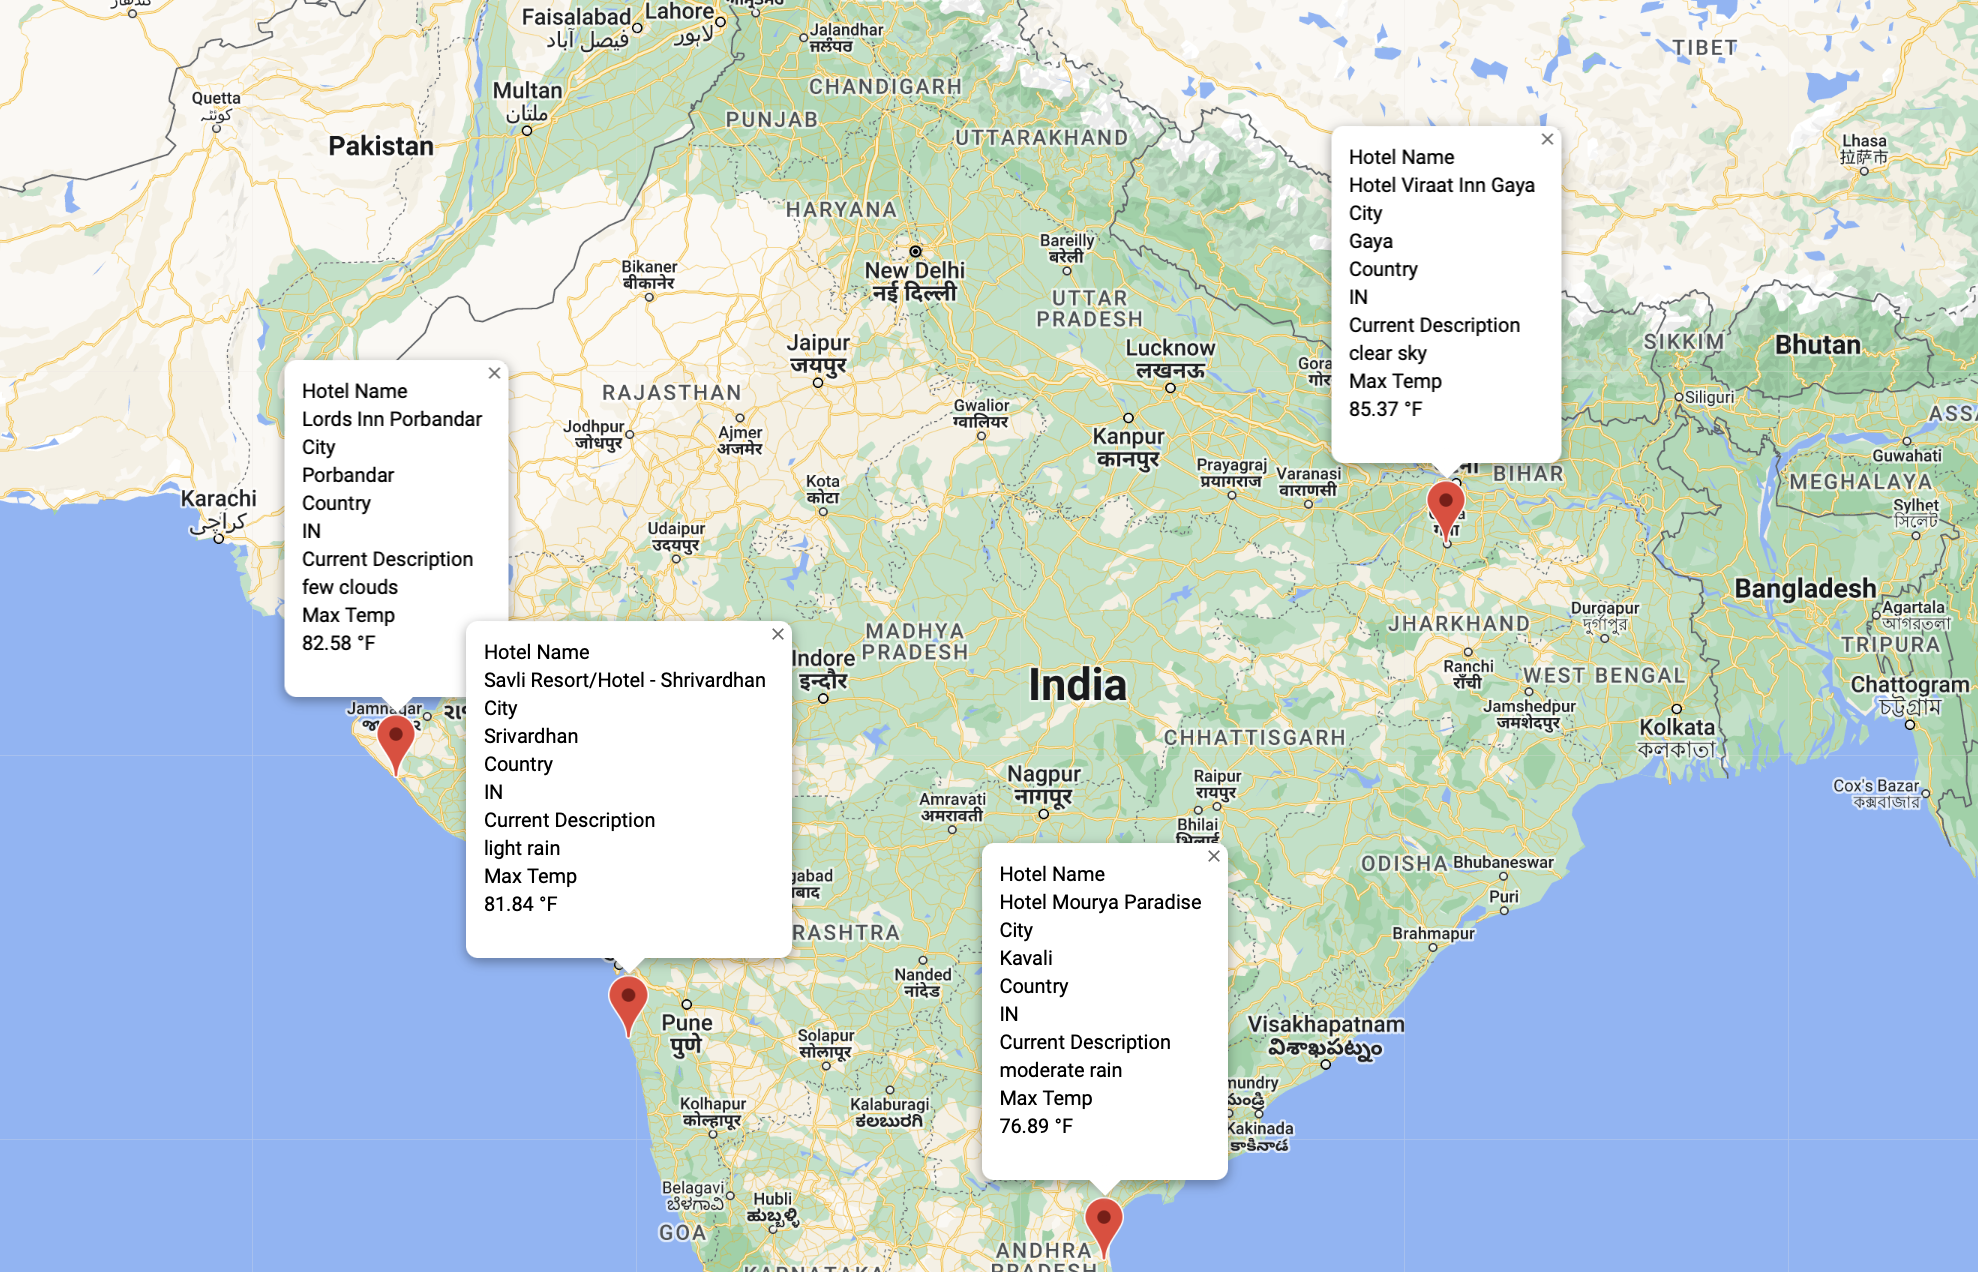 Faisalabad
فیصل آباد
Lahore
لاہور
Jalandhar
ਜਲੰਧਰ
TIBET
Multan
ملتان
CHANDIGARH
Quetta
كوئٹہ
PUNJAB
Pakistan
UTTARAKHAND
Lhasa
拉萨市
HARYANA
Bareilly
बरेली
New Delhi
नई दिल्ली
Bikaner
बीकानेर
UTTAR
PRADESH
Hotel Name
Hotel Viraat Inn Gaya
City
Gaya
Country
IN
Current Description
clear sky
Max Temp
85.37 °F
SIKKIM
Bhutan
Jaipur
जयपुर
Lucknow
लखनऊ
RAJASTHAN
Siliguri
Gwalior
ग्वालियर
Jodhpur
जोधपुर
Ajmer
अजमेर
Kanpur
कानपुर
Guwahati
Hotel Name
Lords Inn Porbandar
City
Porbandar
Country
IN
Current Description
few clouds
Max Temp
82.58 °F
Prayagraj
प्रयागराज
Varanasi
वाराणसी
BIHAR
MEGHALAYA
Kota
कोटा
Karachi
کراچی
Sylhet
সিলেট
Udaipur
उदयपुर
Bangladesh
Durgapur
দুর্গাপুর
Agartala
আগরতলা
JHARKHAND
MADHYA
PRADESH
TRIPURA
Hotel Name
Savli Resort/Hotel - Shrivardhan
City
Srivardhan
Country
IN
Current Description
light rain
Max Temp
81.84 °F
Indore
इन्दौर
India
Ranchi
राँची
WEST BENGAL
Chattogram
চট্টগ্রাম
Jamshedpur
जमशेदपुर
Jamnagar
Kolkata
কলকাতা
CHHATTISGARH
Nagpur
नागपूर
Raipur
रायपुर
Cox's Bazar
কক্সবাজার
Amravati
अमरावती
Bhilai
भिलाई
ODISHA
Bhubaneswar
Puri
Hotel Name
Hotel Mourya Paradise
City
Kavali
Country
IN
Current Description
moderate rain
Max Temp
76.89 °F
Brahmapur
Nanded
नांदेड
Pune
पुणे
Visakhapatnam
విశాఖపట్నం
Solapur
सोलापूर
Kolhapur
कोल्हापूर
Kalaburagi
ಕಲಬುರಗಿ
Kakinada
కాకినాడ
Belagavi
ಬೆಳಗಾವಿ
Hubli
ಹುಬ್ಬಳ್ಳಿ
GOA
ANDHRA
PRADESH
KARNATAKA